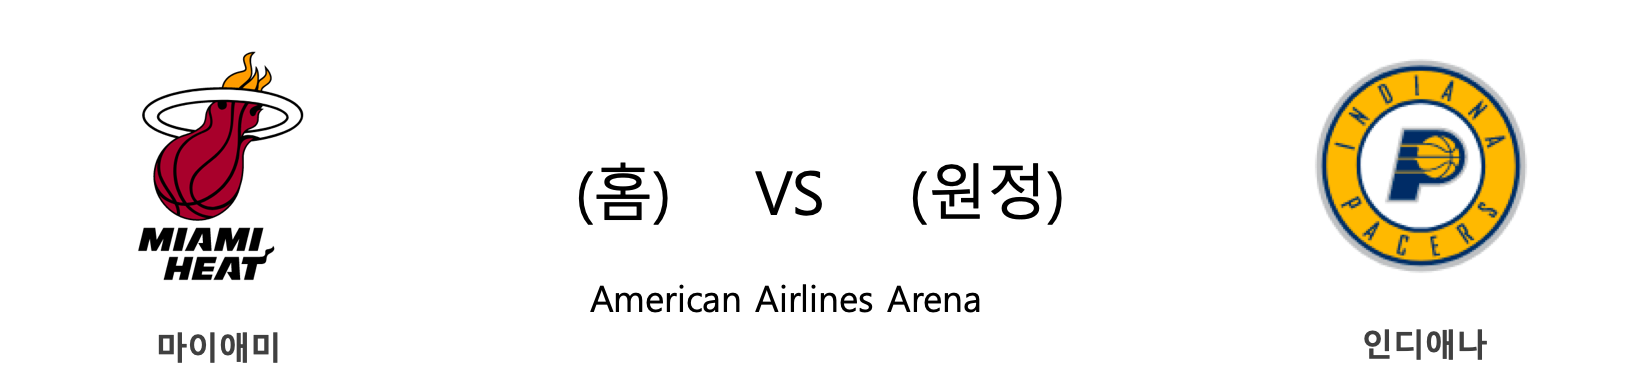 MIAMI
HEAT
마이애미
(홈) VS (원정)
American Airlines Arena
INDIANA
PACERS
인디애나